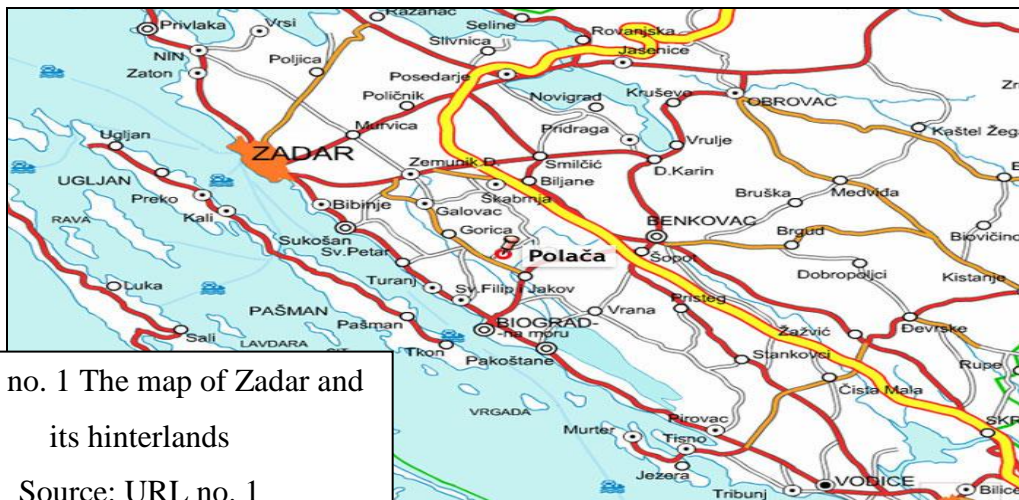 Privlaka
Vrsi
Razanac
Seline
Rovanjska
NIN
Slivnica
Jasenice
Zaton
Poljica
Posedarje
Poličnik
Novigrad
Kruševo
OBROVAC
Murvica
Pridraga
Kaštel Žega
Ugljan
ZADAR
Vrulje
Zemunik D.
Smilčić
D.Karin
UGLJAN
Biljane
Medviđa
Preko
Bibinje
Škabrnja
Bruška
RAVA
Kali
Galovac
BENKOVAC
Sukošan
Gorica
Brgud
Biovičino
Sv.Petar
Polača
Šopot
Dobropoljci
Kistanje
Luka
Turanj
Sv.Filip i Jakov
Pristeg
PAŠMAN
Vrana
Sali
Pašman
BIOGRAD-
-na moru
Žažvić
Đevrske
LAVDARA
Tkon
Pakoštane
Stankovci
Rupe
Čista Mala
VRGADA
Pirovac
Murter
Tisno
SKR
Jezera
VODICE
Tribunj
Bilice
no. 1 The map of Zadar and
its hinterlands
Source: URL no. 1